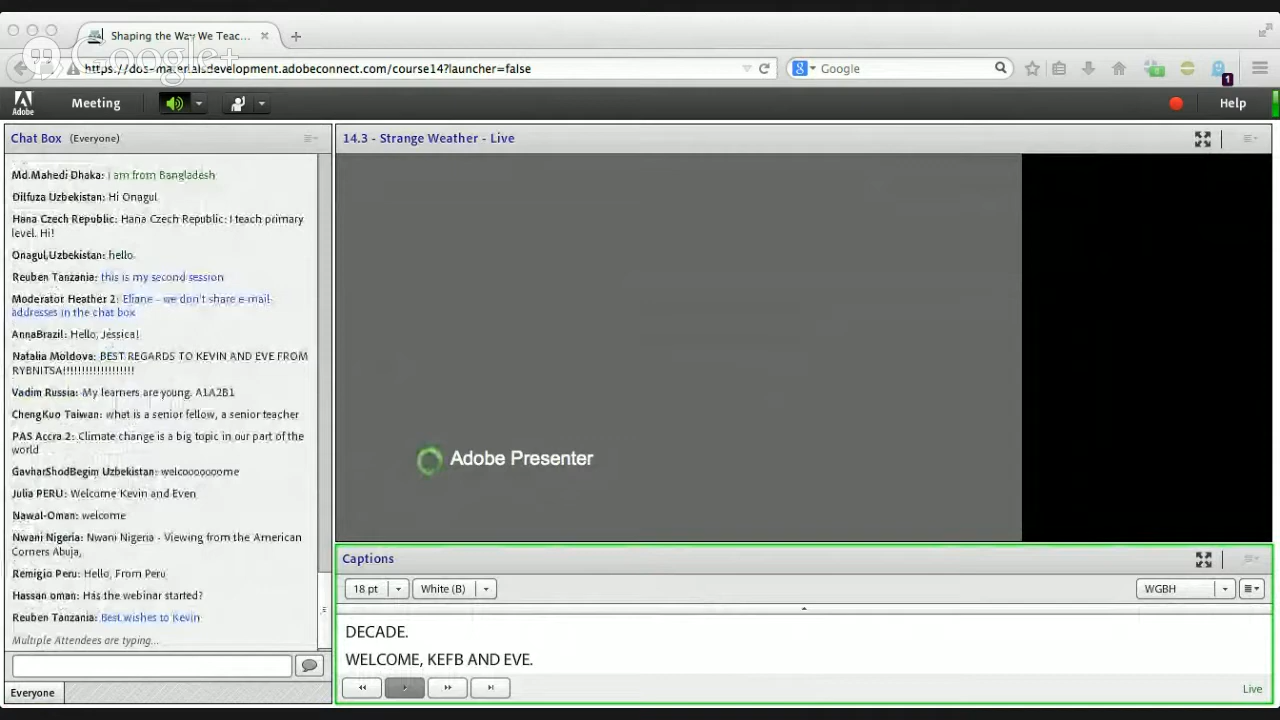 Shaping the Way We Teac...
Google+
https://dos-materialsdevelopment.adobeconnect.com/course14?launcher=false
Google
1
Adobe
Meeting
Help
Chat Box (Everyone)
Md.Mahedi Dhaka: i am from Bangladesh
Dilfuza Uzbekistan: Hi Onagul
Hana Czech Republic: Hana Czech Republic: I teach primary
level. Hi!
Onagul,Uzbekistan: hello
Reuben Tanzania: this is my second session
Moderator Heather 2: Eliane - we don't share e-mail
addresses in the chat box
AnnaBrazil: Hello, Jessica!
Natalia Moldova: BEST REGARDS TO KEVIN AND EVE FROM
RYBNITSA!!!!!!!!!!!!!!!!!!!
Vadim Russia: My learners are young. A1A2B1
ChengKuo Taiwan: what is a senior fellow, a senior teacher
PAS Accra 2: Climate change is a big topic in our part of the
world
GavharShodBegim Uzbekistan: welcoooooome
Julia PERU: Welcome Kevin and Even
Nawal-Oman: welcome
Nwani Nigeria: Nwani Nigeria - Viewing from the American
Corners Abuja,
Remigio Peru: Hello, From Peru
Hassan oman: Has the webinar started?
Reuben Tanzania: Best wishes to Kevin
Multiple Attendees are typing...
Everyone
14.3 - Strange Weather - Live
Adobe Presenter
Captions
18 pt
White (B)
WGBH
DECADE.
WELCOME, KEFB AND EVE.
Live